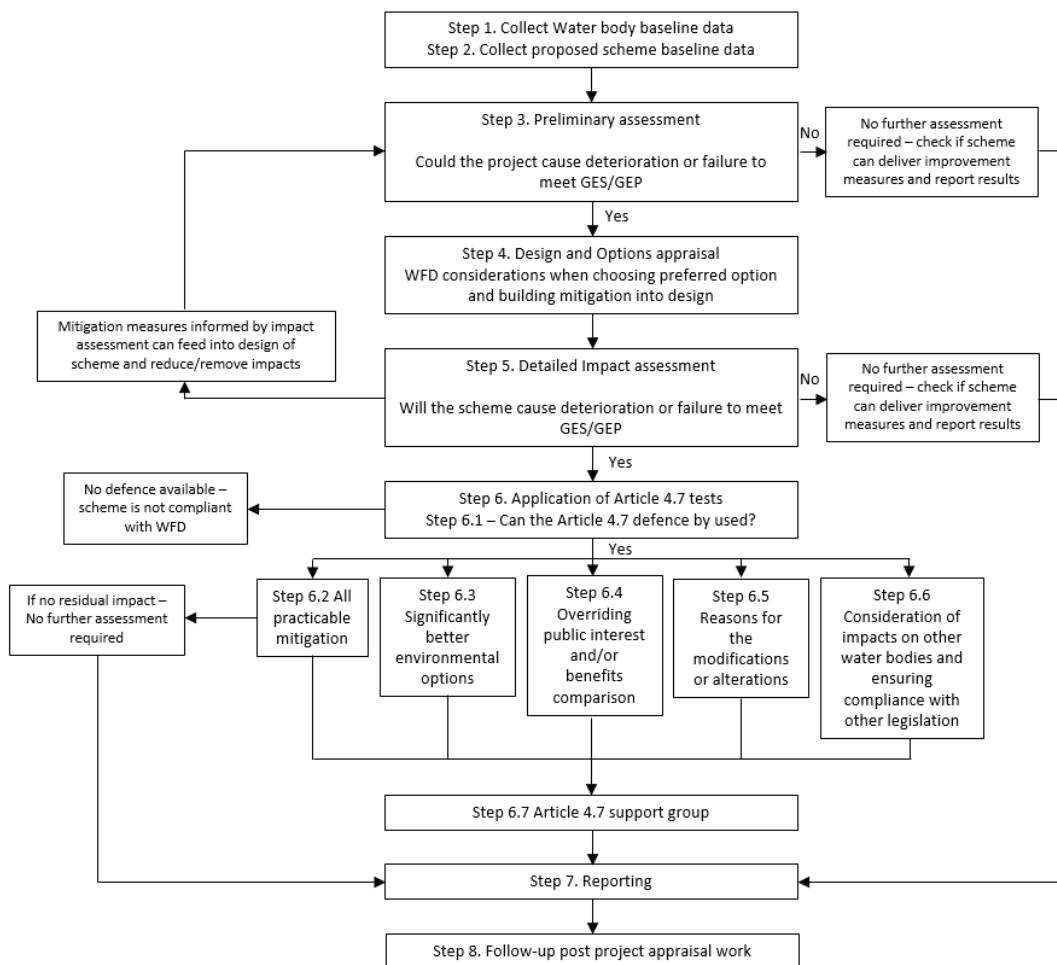 Step 1. Collect Water body baseline data
Step 2. Collect proposed scheme baseline data
Step 3. Preliminary assessment
Could the project cause deterioration or failure to
meet GES/GEP
No
No further assessment
required – check if scheme
can deliver improvement
measures and report results
Yes
Step 4. Design and Options appraisal
WFD considerations when choosing preferred option
and building mitigation into design
Mitigation measures informed by impact
assessment can feed into design of
scheme and reduce/remove impacts
Step 5. Detailed Impact assessment
Will the scheme cause deterioration or failure to meet
GES/GEP
No
No further assessment
required – check if scheme
can deliver improvement
measures and report results
Yes
No defence available –
scheme is not compliant
with WFD
Step 6. Application of Article 4.7 tests
Step 6.1 – Can the Article 4.7 defence by used?
Yes
If no residual impact –
No further assessment
required
Step 6.2 All
practicable
mitigation
Step 6.3
Significantly
better
environmental
options
Step 6.4
Overriding
public interest
and/or
benefits
comparison
Step 6.5
Reasons for
the
modifications
or alterations
Step 6.6
Consideration of
impacts on other
water bodies and
ensuring
compliance with
other legislation
Step 6.7 Article 4.7 support group
Step 7. Reporting
Step 8. Follow-up post project appraisal work